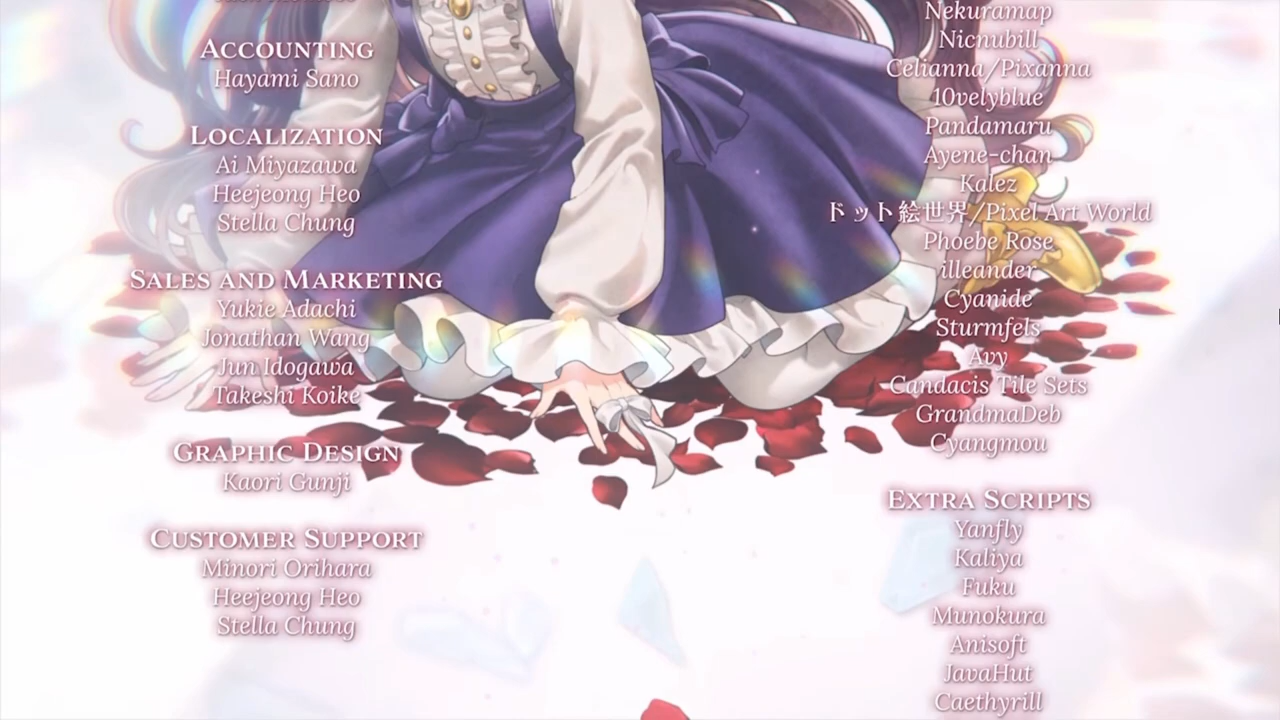 Accounting
Hayami Sano
Localization
Ai Miyazawa
Heejeong Heo
Stella Chung
Sales and Marketing
Yukie Adachi
Jonathan Wang
Jun Idogawa
Takeshi Koike
Graphic Design
Kaori Gunji
Customer Support
Minori Orihara
Heejeong Heo
Stella Chung
Nekuramap
Nicnubill
Celianna/Pixanna
10velyblue
Pandamaru
Ayene-chan
Kalez
ドット絵世界/Pixel Art World
Phoebe Rose
illeander
Cyanide
Sturmfels
Avy
Candacis Tile Sets
GrandmaDeb
Cyangmou
Extra Scripts
Yanfly
Kaliya
Fuku
Munokura
Anisoft
JavaHut
Caethyrill